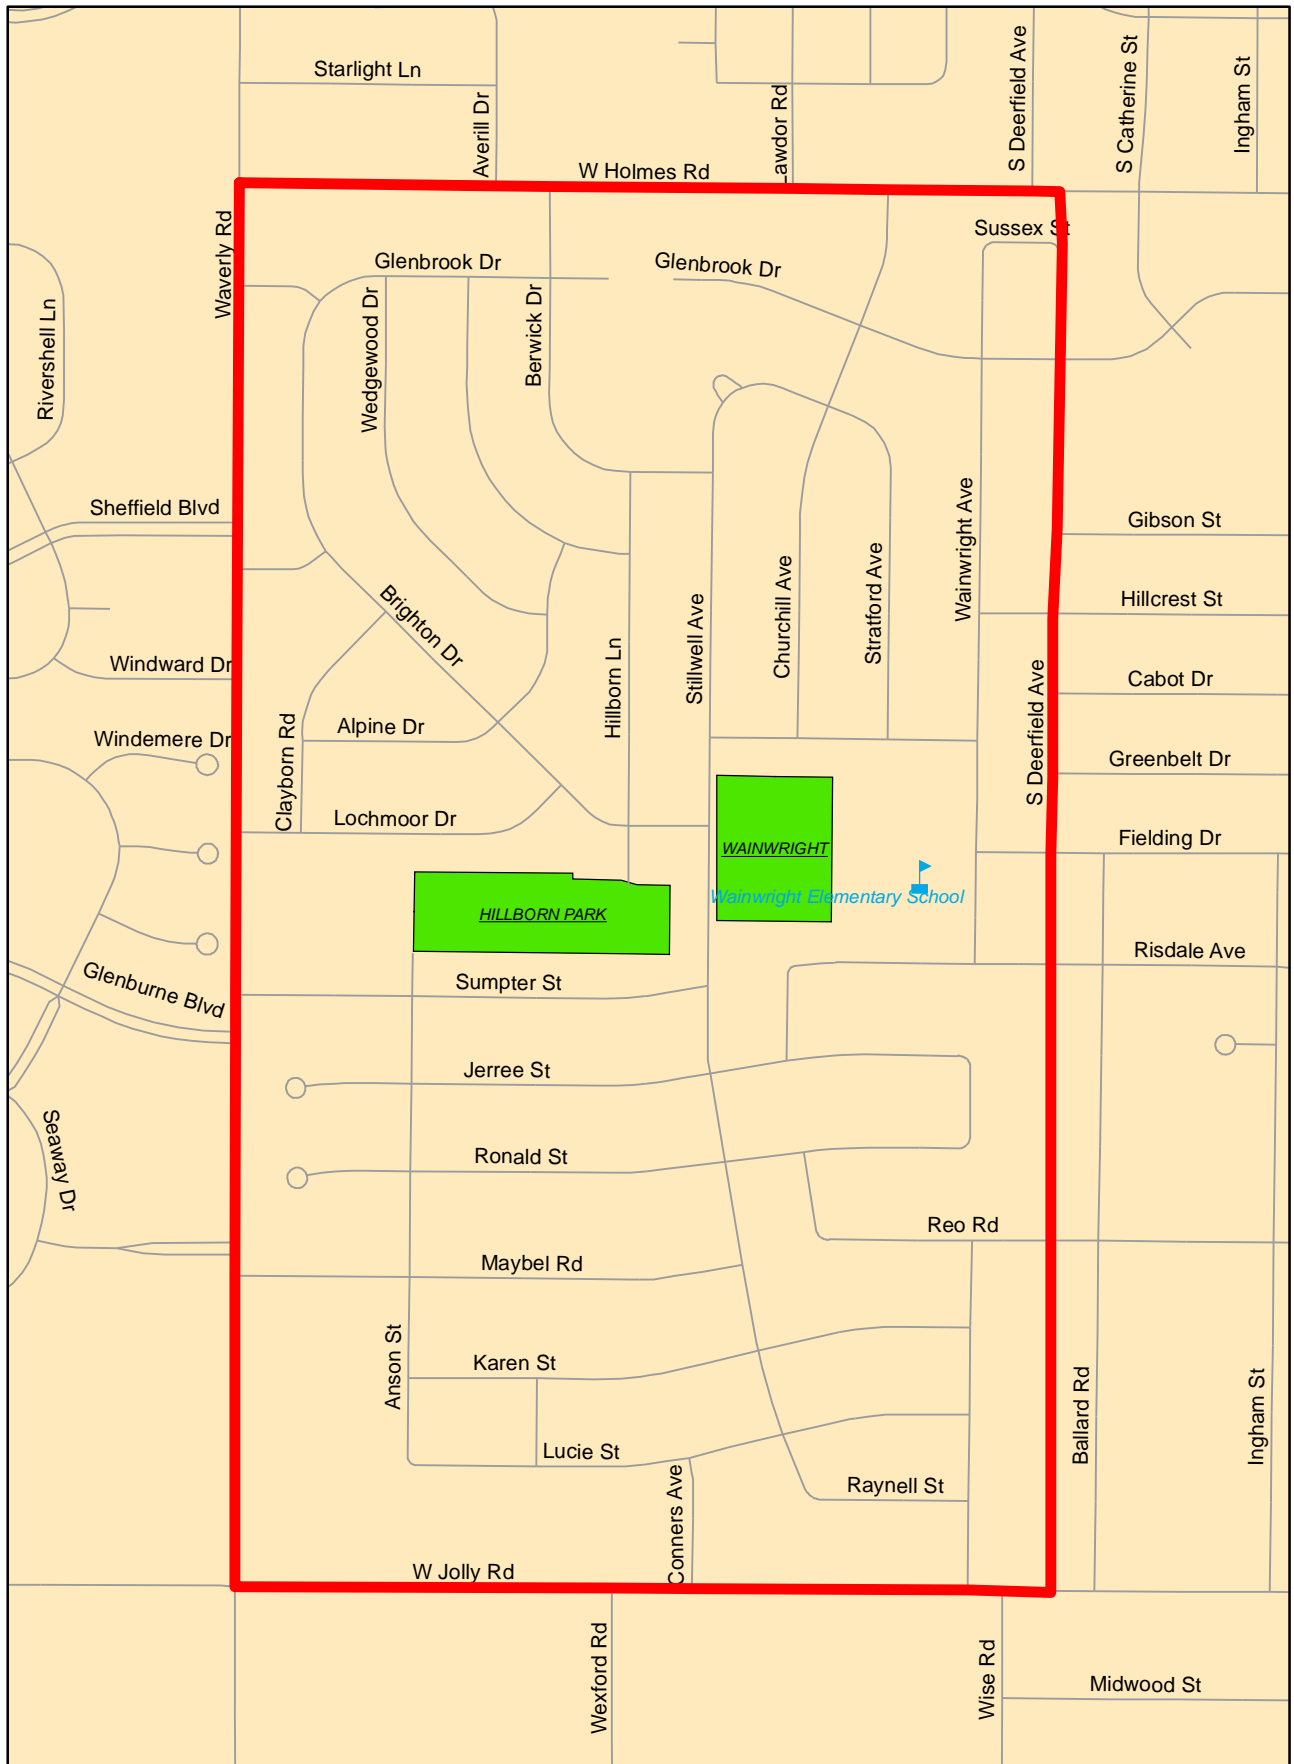 Starlight Ln
Averill Dr
Lawdor Rd
S Deerfield Ave
S Catherine St
Ingham St
W Holmes Rd
Waverly Rd
Sussex St
Glenbrook Dr
Glenbrook Dr
Rivershell Ln
Wedgewood Dr
Berwick Dr
Sheffield Blvd
Gibson St
Wainwright Ave
Hillcrest St
Brighton Dr
Churchill Ave
Stratford Ave
Stillwell Ave
Hillborn Ln
Windward Dr
Cabot Dr
S Deerfield Ave
Windemere Dr
Alpine Dr
Clayborn Rd
Greenbelt Dr
Lochmoor Dr
Fielding Dr
WAINWRIGHT
Wainwright Elementary School
HILLBORN PARK
Risdale Ave
Glenburne Blvd
Sumpter St
Jerree St
Seaway Dr
Ronald St
Reo Rd
Maybel Rd
Anson St
Karen St
Ballard Rd
Ingham St
Lucie St
Raynell St
Conners Ave
W Jolly Rd
Wexford Rd
Wise Rd
Midwood St